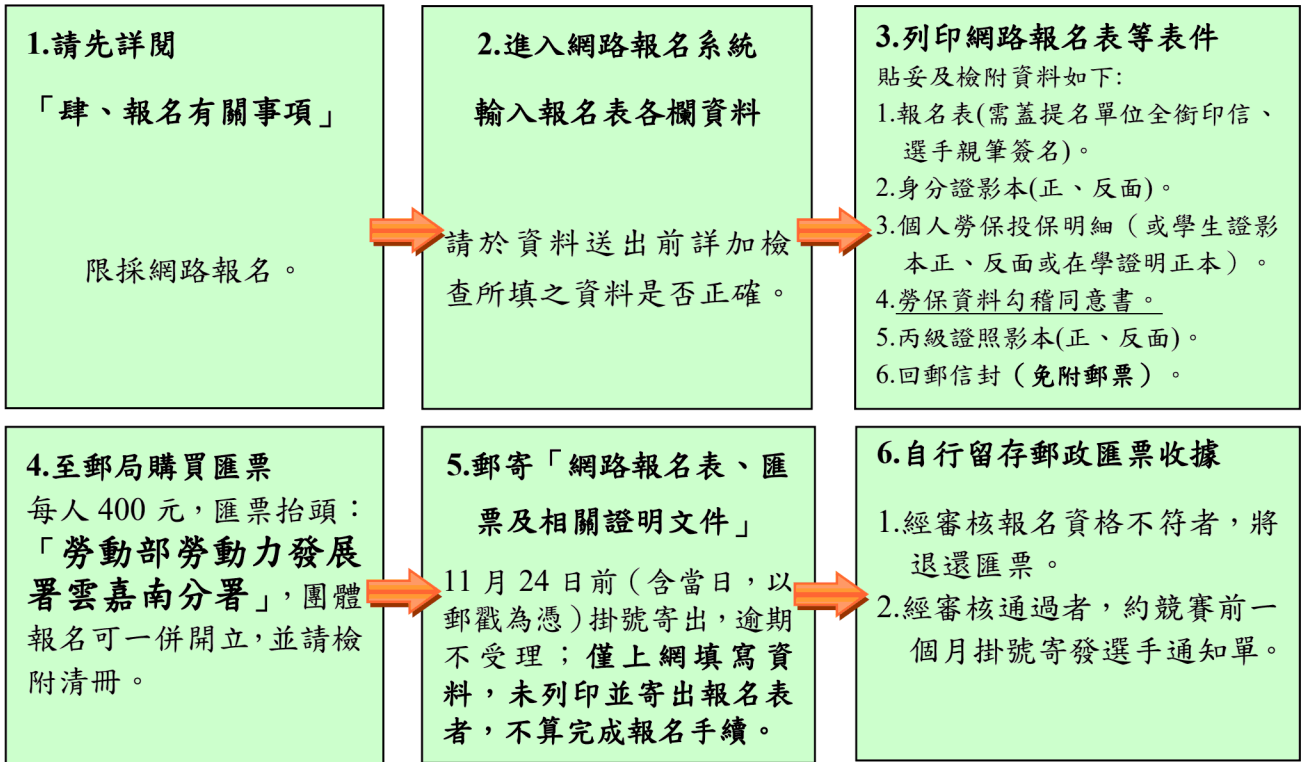 1.請先詳閱
「肆、報名有關事項」
限採網路報名。
2.進入網路報名系統
輸入報名表各欄資料
請於資料送出前詳加檢
查所填之資料是否正確。
3.列印網路報名表等表件
貼妥及檢附資料如下:
1.報名表(需蓋提名單位全銜印信、
選手親筆簽名)。
2.身分證影本(正、反面)。
3.個人勞保投保明細（或學生證影
本正、反面或在學證明正本）。
4.勞保資料勾稽同意書。
5.丙級證照影本(正、反面)。
6.回郵信封（免附郵票）。
4.至郵局購買匯票
每人 400 元，匯票抬頭：
「勞動部勞動力發展
署雲嘉南分署」，團體
報名可一併開立，並請檢
附清冊。
5.郵寄「網路報名表、匯
票及相關證明文件」
11 月 24 日前（含當日，以
郵戳為憑）掛號寄出，逾期
不受理；僅上網填寫資
料，未列印並寄出報名表
者，不算完成報名手續。
6.自行留存郵政匯票收據
1.經審核報名資格不符者，將
退還匯票。
2.經審核通過者，約競賽前一
個月掛號寄發選手通知單。